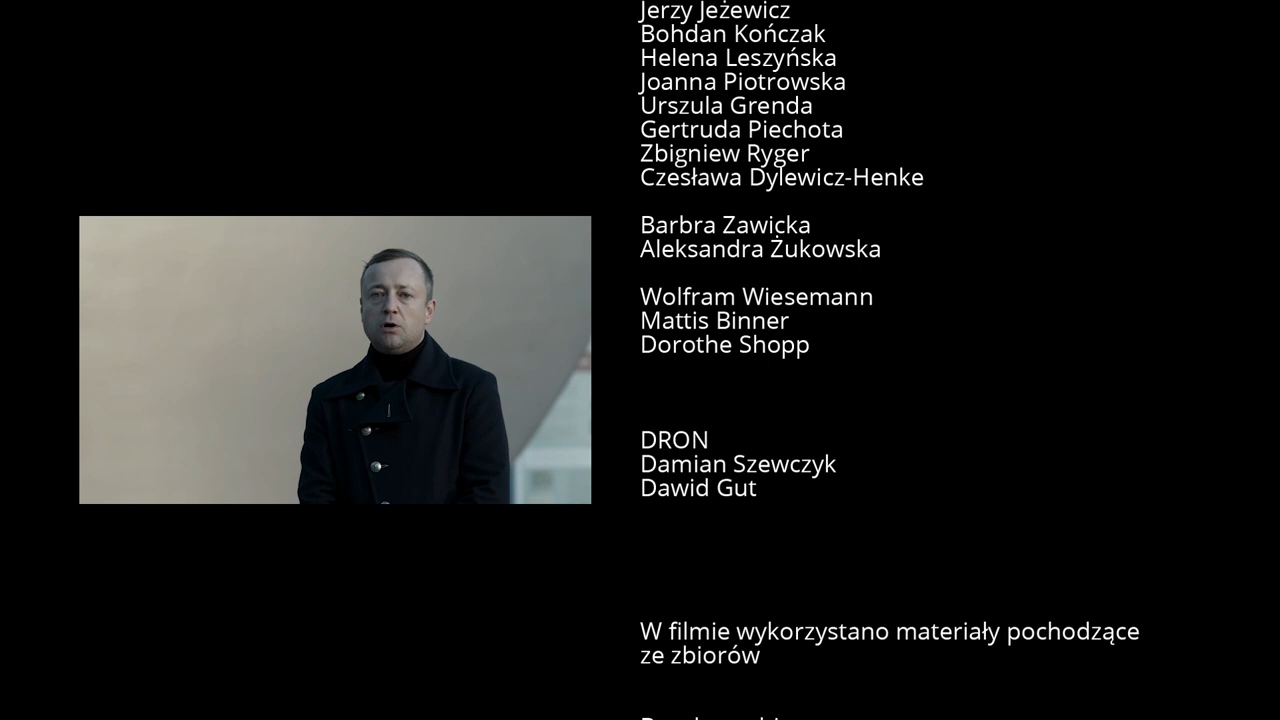 Jerzy Jeżewicz
Bohdan Kończak
Helena Leszyńska
Joanna Piotrowska
Urszula Grenda
Gertruda Piechota
Zbigniew Ryger
Czesława Dylewicz-Henke
Barbra Zawicka
Aleksandra Żukowska
Wolfram Wiesemann
Mattis Binner
Dorothe Shopp
DRON
Damian Szewczyk
Dawid Gut
W filmie wykorzystano materiały pochodzące
ze zbiorów